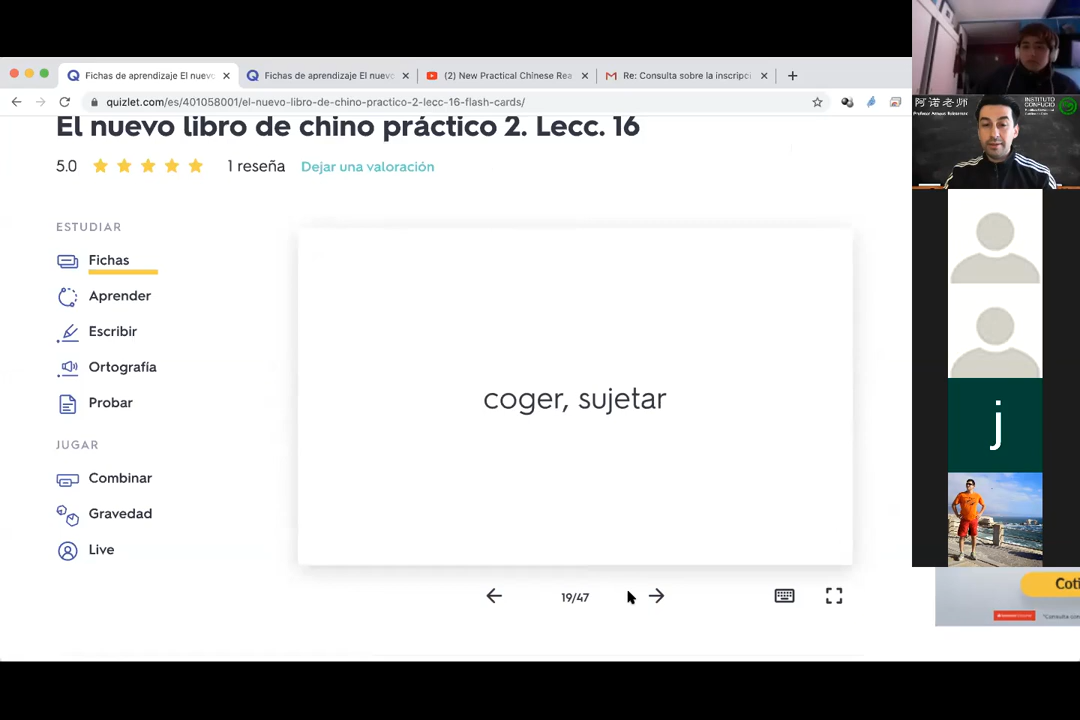 Fichas de aprendizaje El nuev
Fichas de aprendizaje El nuevo
(2) New Practical Chinese Rea
Re: Consulta sobre la inscripc
quizlet.com/es/401058001/el-nuevo-libro-de-chino-practico-2-lecc-16-flash-cards/
El nuevo libro de chino práctico 2. Lecc. 16
5.0
1 reseña
Dejar una valoración
ESTUDIAR
Fichas
Aprender
Escribir
Ortografía
Probar
JUGAR
Combinar
Gravedad
Live
coger, sujetar
19/47
阿诺老师
INSTITUTO
CONFUCIO
j
Coti